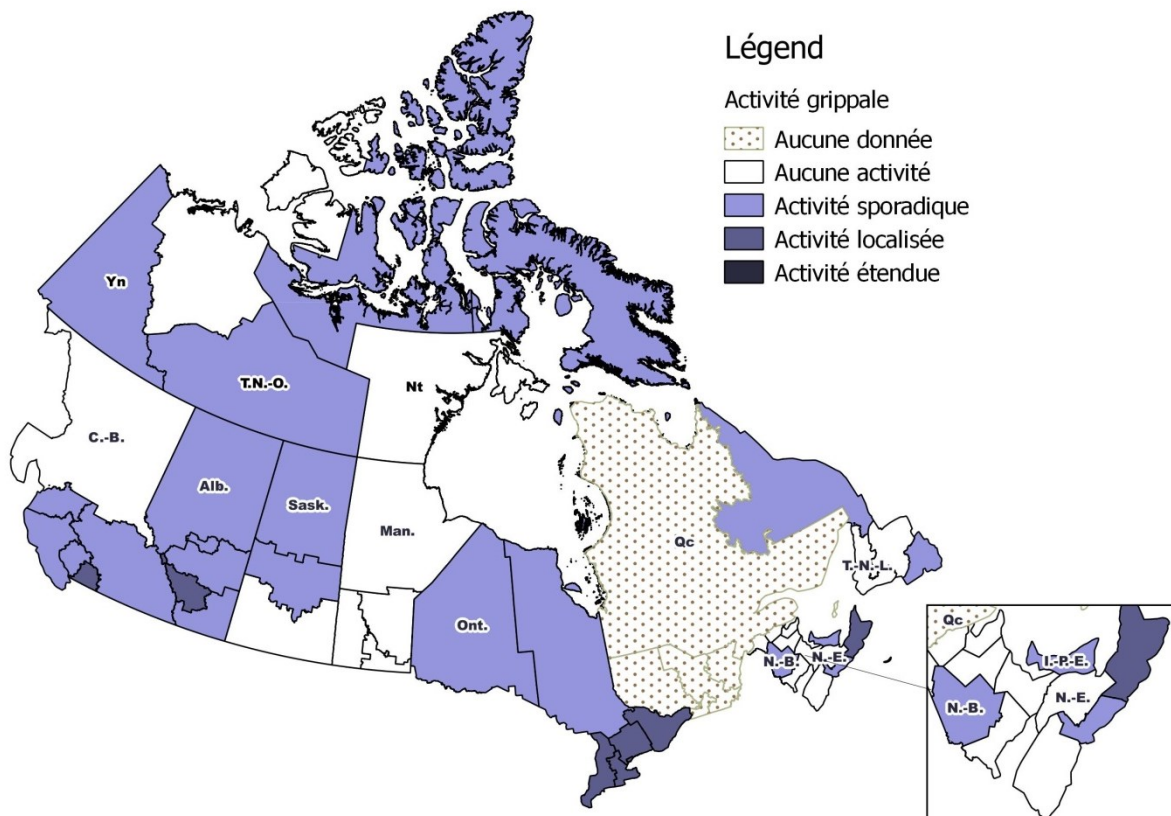 Légend
Activité grippale
Aucune donnée
Aucune activité
Activité sporadique
Activité localisée
Activité étendue
Yn
T.N.-O.
Nt
C.-B.
Alb.
Sask.
Man.
Qc
Ont.
T.-N.-L.
N.-B.
N.-E.
Qc
I.-P.-E.
N.-B.
N.-E.